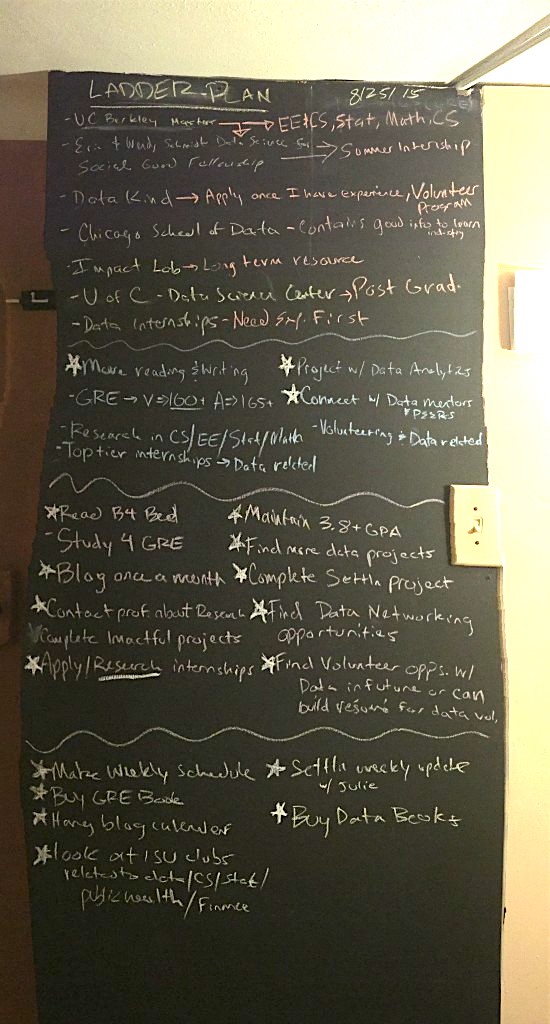 LADDER PLAN 8/25/15
- UC Berkley Masters → EE&CS, Stat, Math, CS
- Eric + Wendy Schmidt Data Science for
Social Good Fellowship → Summer Internship
- Data Kind → Apply once I have experience, Volunteer
Program
- Chicago School of Data - Contains good info to learn
industry
- Impact Lab → Long term resource
- U of C - Data Science Center → Post Grad.
- Data Internships - Need Exp. First
★ More reading & writing ★ Project w/ Data Analytics
- GRE → V => 160+ A => 165+ ★ Connect w/ Data mentors
* PEERS
- Research in CS/EE/Stat/Math - Volunteering * Data related
- Top tier internships → Data related
★ Read B4 Bed ★ Maintain 3.8+ GPA
- Study 4 GRE ★ Find more data projects
★ Blog once a month ★ Complete Settln project
★ Contact prof. about Research ★ Find Data Networking
opportunities
Complete Imactful projects
★ Apply/Research internships ★ Find Volunteer opps. w/
Data in future or can
build résumé for data vol.
★ Make Weekly Schedule ★ Settln weekly update
w/ Julie
★ Buy GRE Book ★ Buy Data Books
★ Hang blog calender
★ look at ISU clubs
related to data/CS/Stat/
public health/Finance